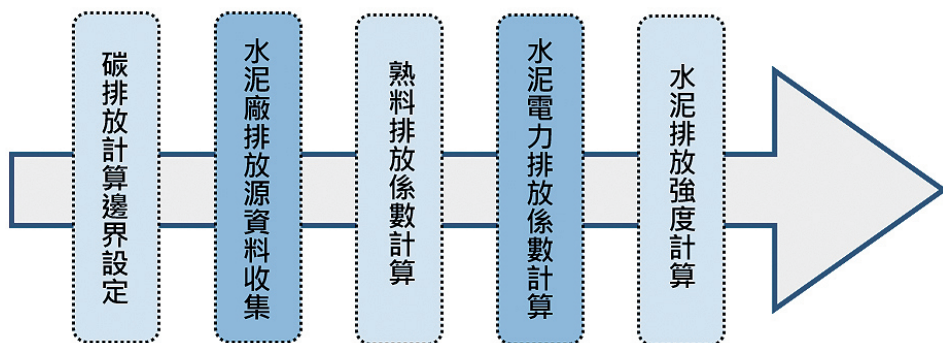 碳排放計算邊界設定
水泥廠排放源資料收集
熟料排放係數計算
水泥電力排放係數計算
水泥排放強度計算